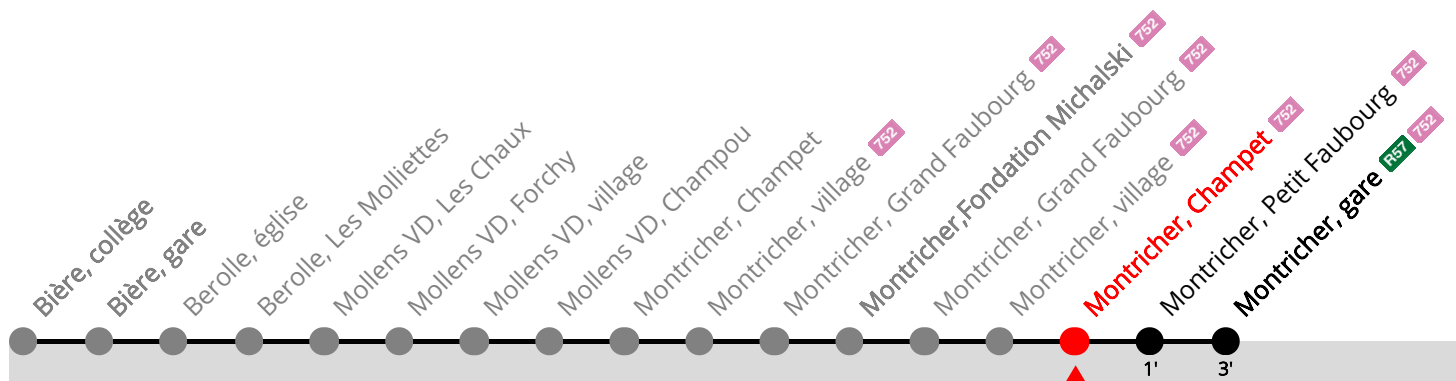 Bière, collège
Bière, gare
Berolle, église
Berolle, Les Molliettes
Mollens VD, Les Chaux
Mollens VD, Forchy
Mollens VD, village
Mollens VD, Champou
Montricher, Champet
Montricher, village 752
Montricher, Grand Faubourg 752
Montricher,Fondation Michalski 752
Montricher, Grand Faubourg 752
Montricher, village 752
Montricher, Champet 752
Montricher, Petit Faubourg 752
Montricher, gare R57 752
1' 3'